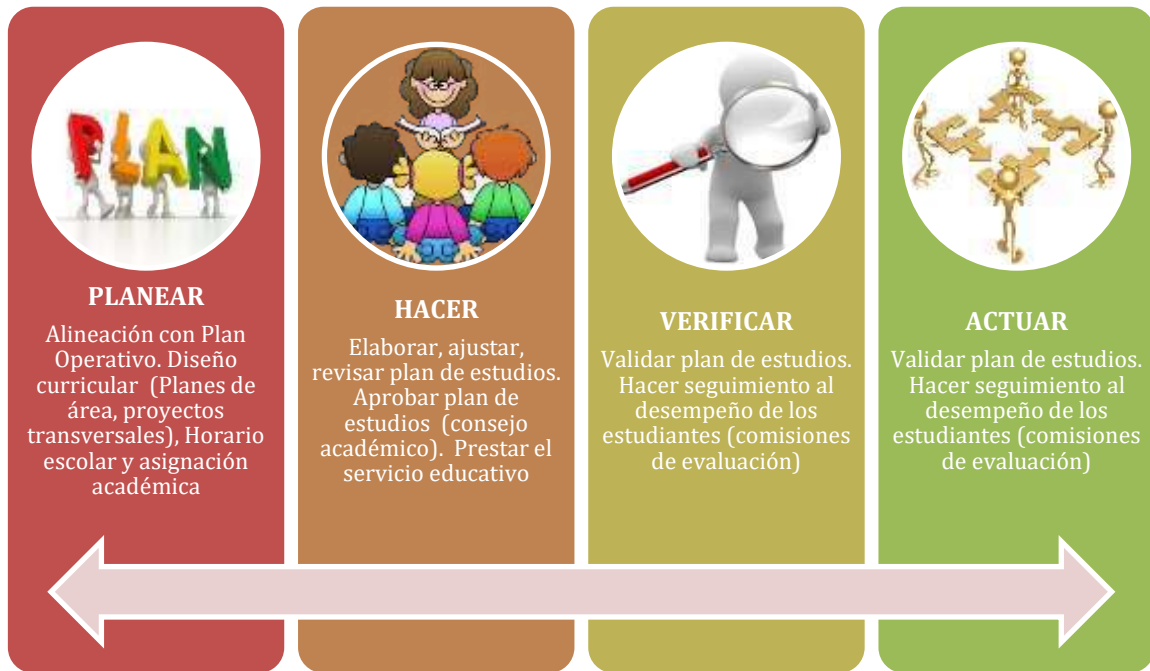 PLAN
PLANEAR
Alineación con Plan
Operativo. Diseño
curricular (Planes de
área, proyectos
transversales), Horario
escolar y asignación
académica
HACER
Elaborar, ajustar,
revisar plan de estudios.
Aprobar plan de
estudios (consejo
académico). Prestar el
servicio educativo
VERIFICAR
Validar plan de estudios.
Hacer seguimiento al
desempeño de los
estudiantes (comisiones
de evaluación)
ACTUAR
Validar plan de estudios.
Hacer seguimiento al
desempeño de los
estudiantes (comisiones
de evaluación)